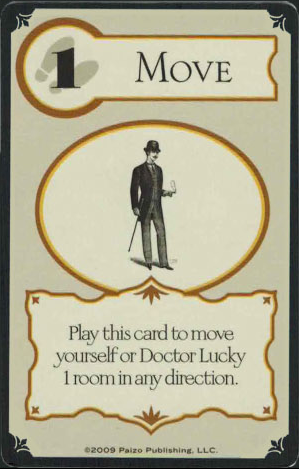 1 MOVE
Play this card to move
yourself or Doctor Lucky
1 room in any direction.
©2009 Paizo Publishing, LLC.